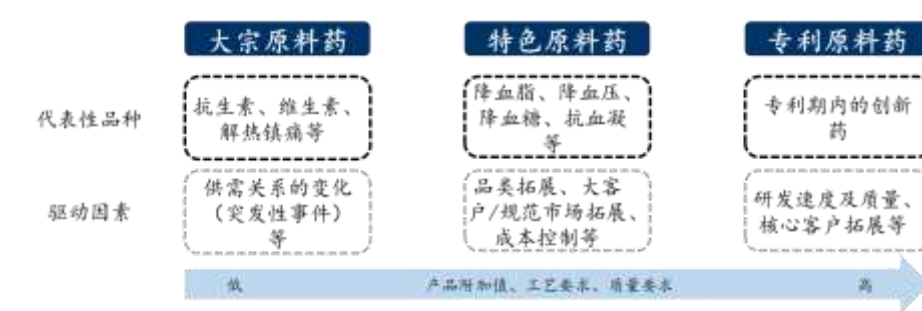 大宗原料药
特色原料药
专利原料药
代表性品种
抗生素、维生素、
解热镇痛等
降血脂、降血压、
降血糖、抗血凝
等
专利期内的创新
药
驱动因素
供需关系的变化
（突发性事件）
等
品类拓展、大客
户/规范市场拓展、
成本控制等
研发速度及质量、
核心客户拓展等
低
产品附加值、工艺要求、质量要求
高